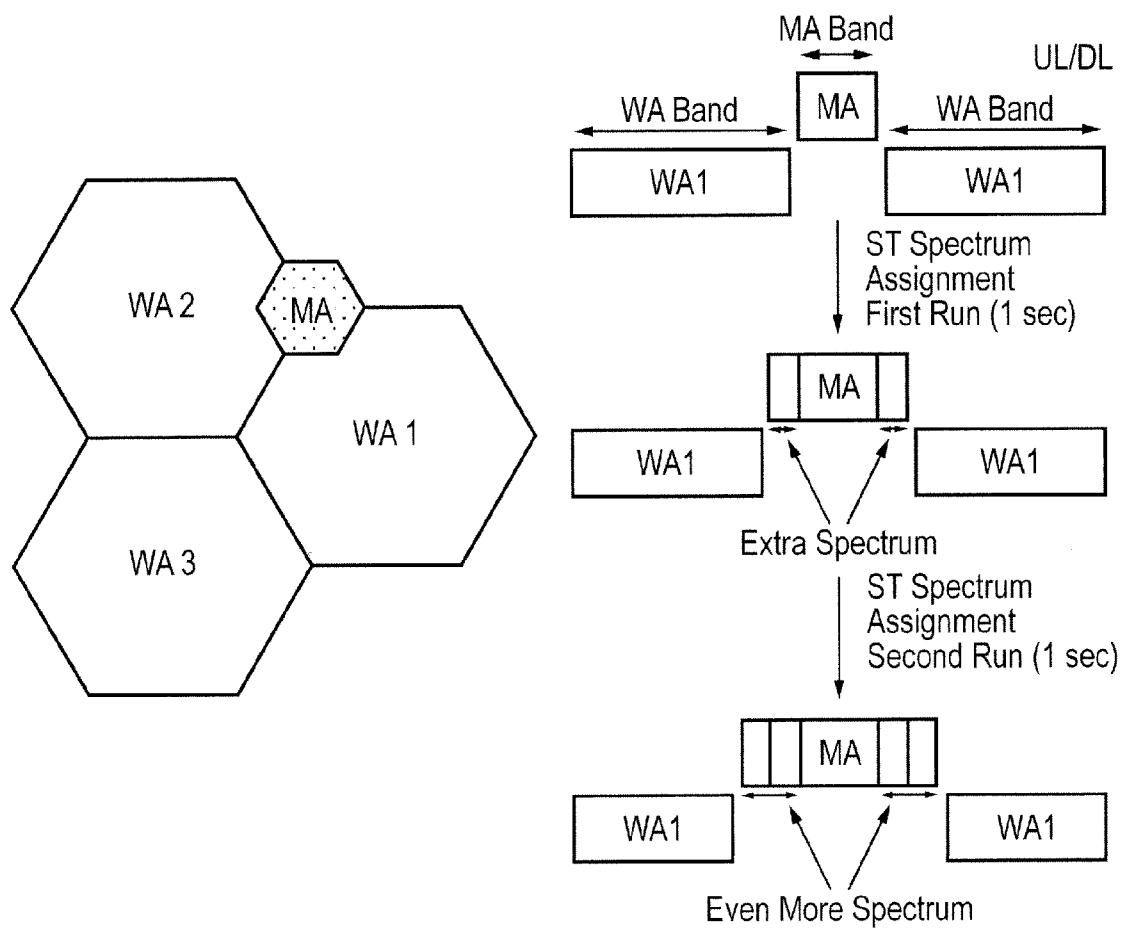 MA Band
UL/DL
WA Band
MA
WA Band
WA1
WA1
ST Spectrum
Assignment
First Run (1 sec)
WA 2
MA
WA 1
WA 3
MA
WA1
WA1
Extra Spectrum
ST Spectrum
Assignment
Second Run (1 sec)
MA
WA1
WA1
Even More Spectrum